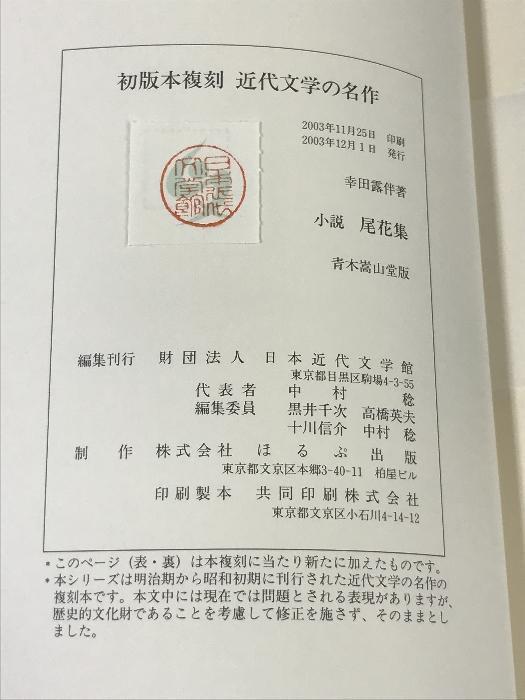 初版本複刻 近代文学の名作
2003年11月25日 印刷
2003年12月1日 発行
幸田露伴著
小説 尾花集
青木嵩山堂版
編集刊行 財団法人 日本近代文学館
東京都目黒区駒場4-3-55
代表者 中村 稔
編集委員 黒井千次 高橋英夫
十川信介 中村 稔
制作 株式会社 ほるぷ出版
東京都文京区本郷3-40-11 柏屋ビル
印刷製本 共同印刷株式会社
東京都文京区小石川4-14-12
*このページ（表・裏）は本複刻に当たり新たに加えたものです。
*本シリーズは明治期から昭和初期に刊行された近代文学の名作の
複刻本です。本文中には現在では問題とされる表現がありますが、
歴史的文化財であることを考慮して修正を施さず、そのままとし
ました。